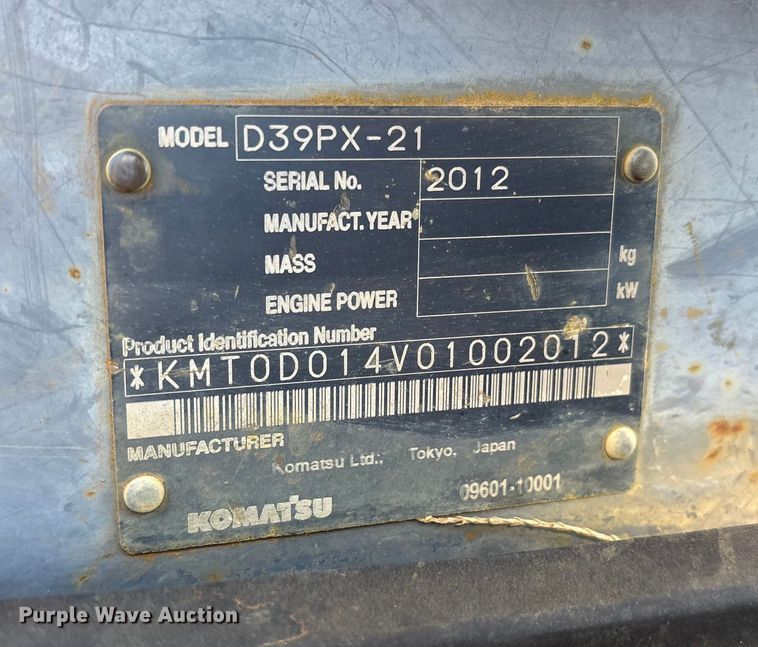 MODEL D39PX-21
SERIAL No. 2012
MANUFACT. YEAR
MASS kg
ENGINE POWER kW
Product Identification Number
*KMT0D014V01002012*
MANUFACTURER
Komatsu Ltd., Tokyo, Japan
KOMATSU 09601-10001
Purple Wave Auction